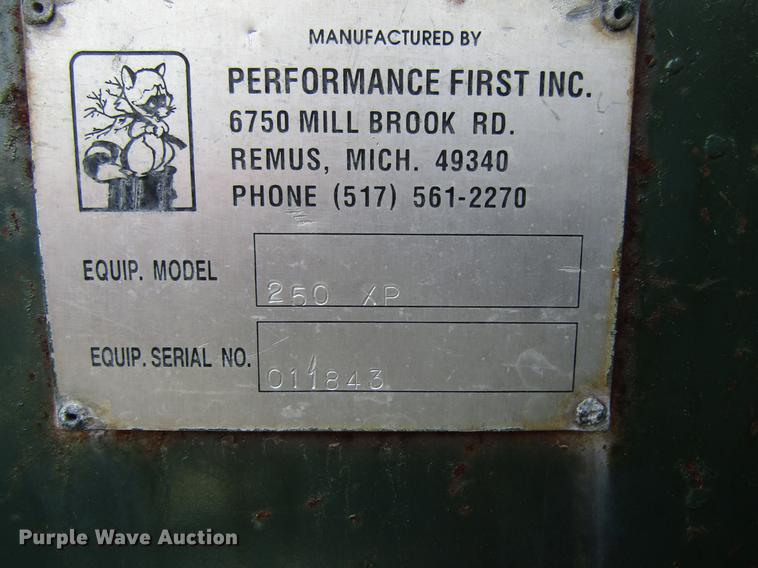 MANUFACTURED BY
PERFORMANCE FIRST INC.
6750 MILL BROOK RD.
REMUS, MICH. 49340
PHONE (517) 561-2270
EQUIP. MODEL 250 XP
EQUIP. SERIAL NO. 011843
Purple Wave Auction